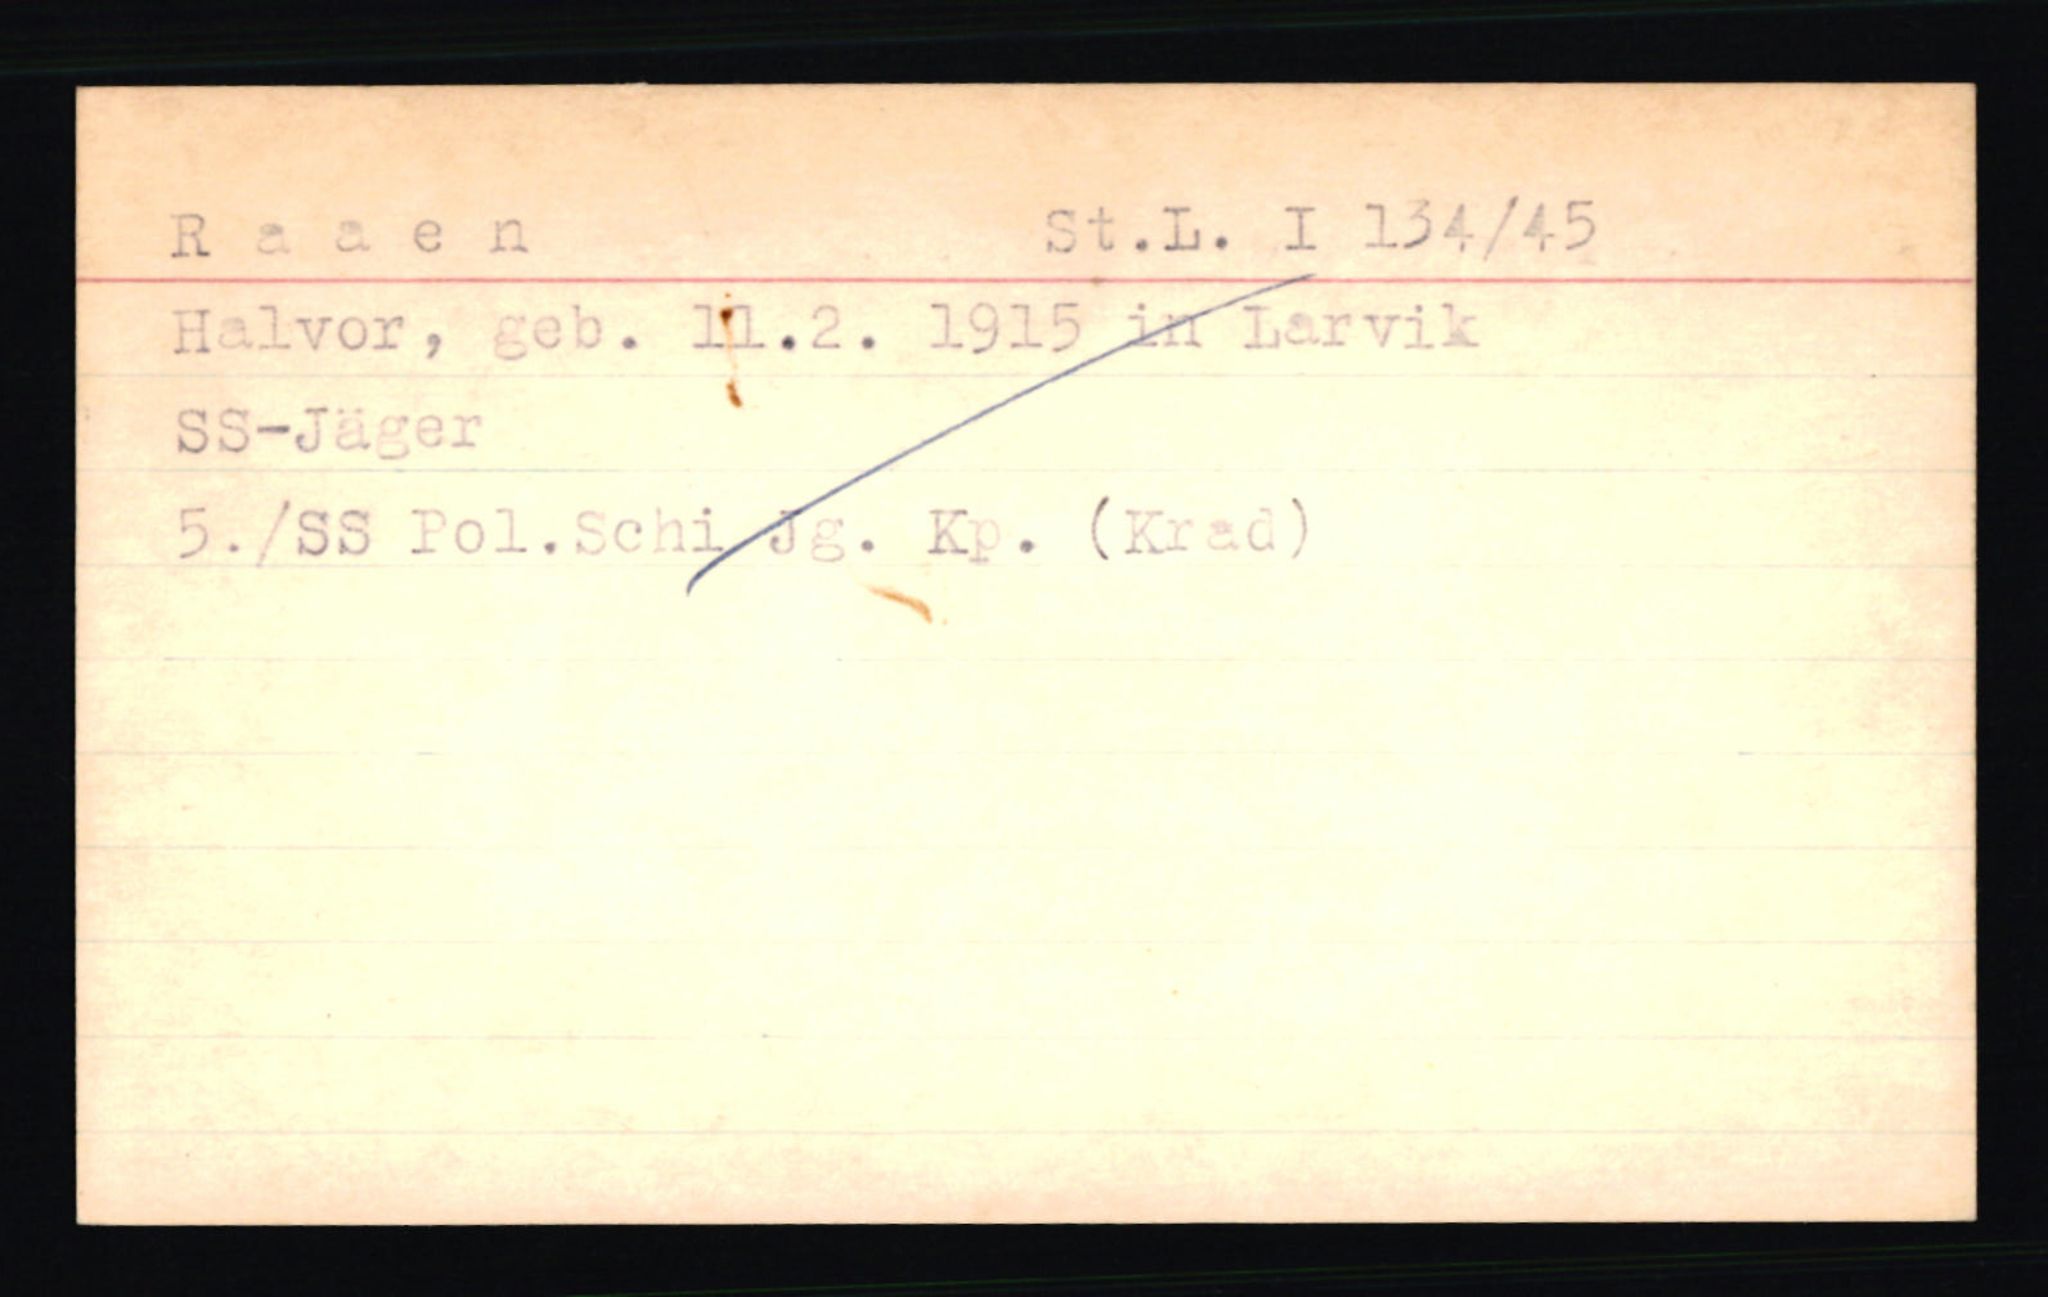 R a a e n St.L. I 134/45
Halvor, geb. 11.2. 1915 in Larvik
SS-Jäger
5./SS Pol.Schi Jg. Kp. (Krad)